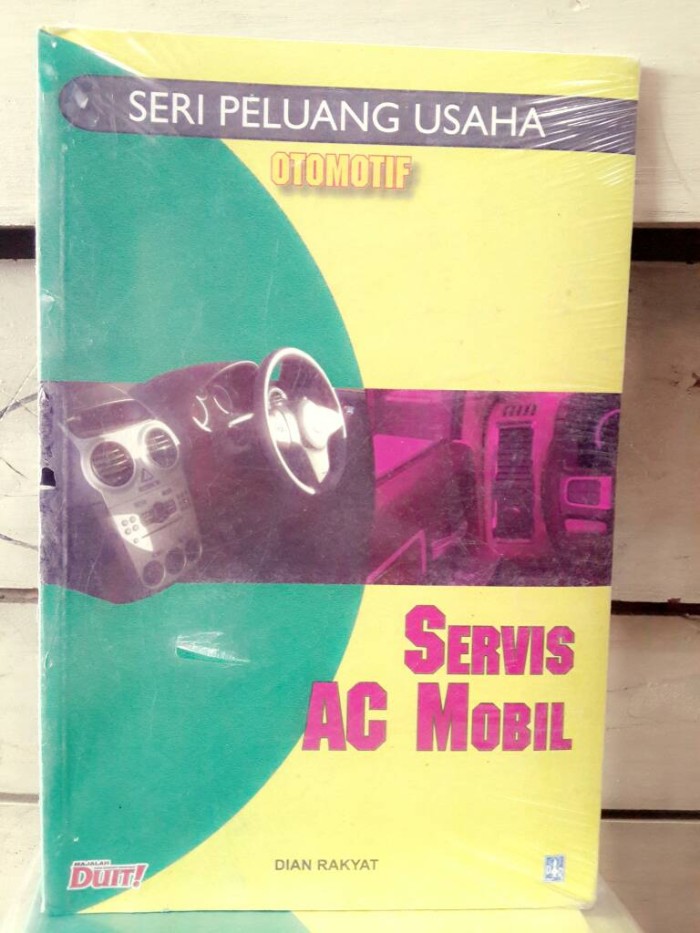 SERI PELUANG USAHA
OTOMOTIF
SERVIS
AC MOBIL
MAJALAH
DUIT!
DIAN RAKYAT